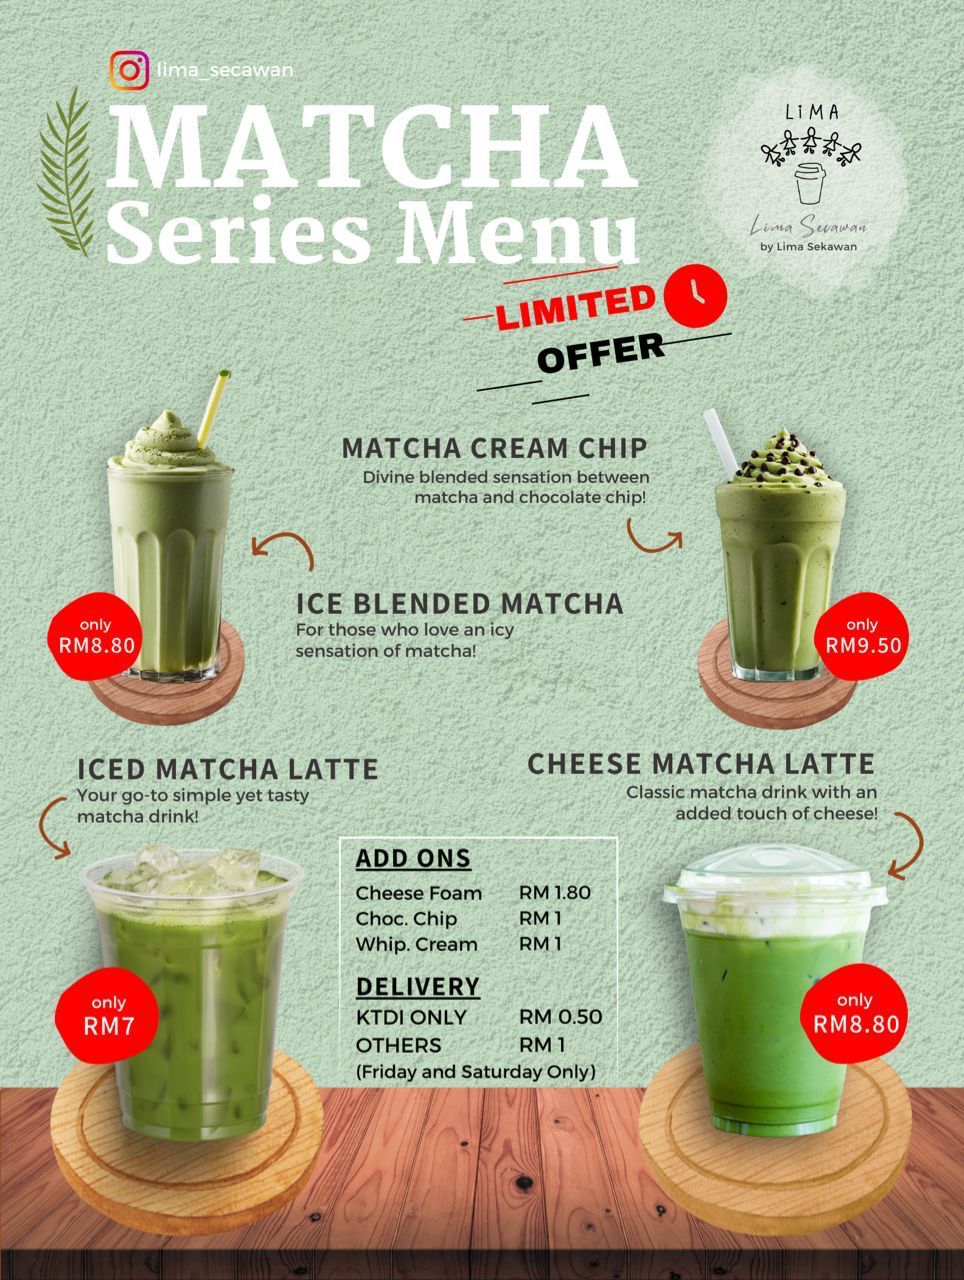 lima_secawan
MATCHA
Series Menu
LiMA
Lima Secawan
by Lima Sekawan
LIMITED
OFFER
MATCHA CREAM CHIP
Divine blended sensation between
matcha and chocolate chip!
ICE BLENDED MATCHA
For those who love an icy
sensation of matcha!
only
RM8.80
only
RM9.50
ICED MATCHA LATTE
Your go-to simple yet tasty
matcha drink!
CHEESE MATCHA LATTE
Classic matcha drink with an
added touch of cheese!
ADD ONS
Cheese Foam RM 1.80
Choc. Chip RM 1
Whip. Cream RM 1
DELIVERY
KTDI ONLY RM 0.50
OTHERS RM 1
(Friday and Saturday Only)
only
RM7
only
RM8.80